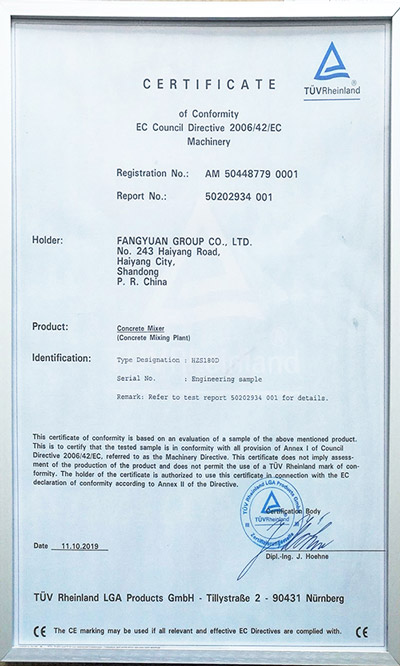 TÜVRheinland
®
CERTIFICATE
of Conformity
EC Council Directive 2006/42/EC
Machinery
Registration No.: AM 50448779 0001
Report No.: 50202934 001
Holder: FANGYUAN GROUP CO., LTD.
No. 243 Haiyang Road,
Haiyang City,
Shandong
P. R. China
Product: Concrete Mixer
(Concrete Mixing Plant)
Identification: Type Designation : HZS180D
Serial No. : Engineering sample
Remark: Refer to test report 50202934 001 for details.
This certificate of conformity is based on an evaluation of a sample of the above mentioned product.
This is to certify that the tested sample is in conformity with all provision of Annex I of Council
Directive 2006/42/EC, referred to as the Machinery Directive. This certificate does not imply assess-
ment of the production of the product and does not permit the use of a TÜV Rheinland mark of con-
formity. The holder of the certificate is authorized to use this certificate in connection with the EC
declaration of conformity according to Annex II of the Directive.
TÜV Rheinland LGA Products GmbH
TÜVRheinland
Zertifizierungsstelle
Certification Body
Date 11.10.2019
Dipl.-Ing. J. Hoehne
TÜV Rheinland LGA Products GmbH - Tillystraße 2 - 90431 Nürnberg
CE The CE marking may be used if all relevant and effective EC Directives are complied with. CE